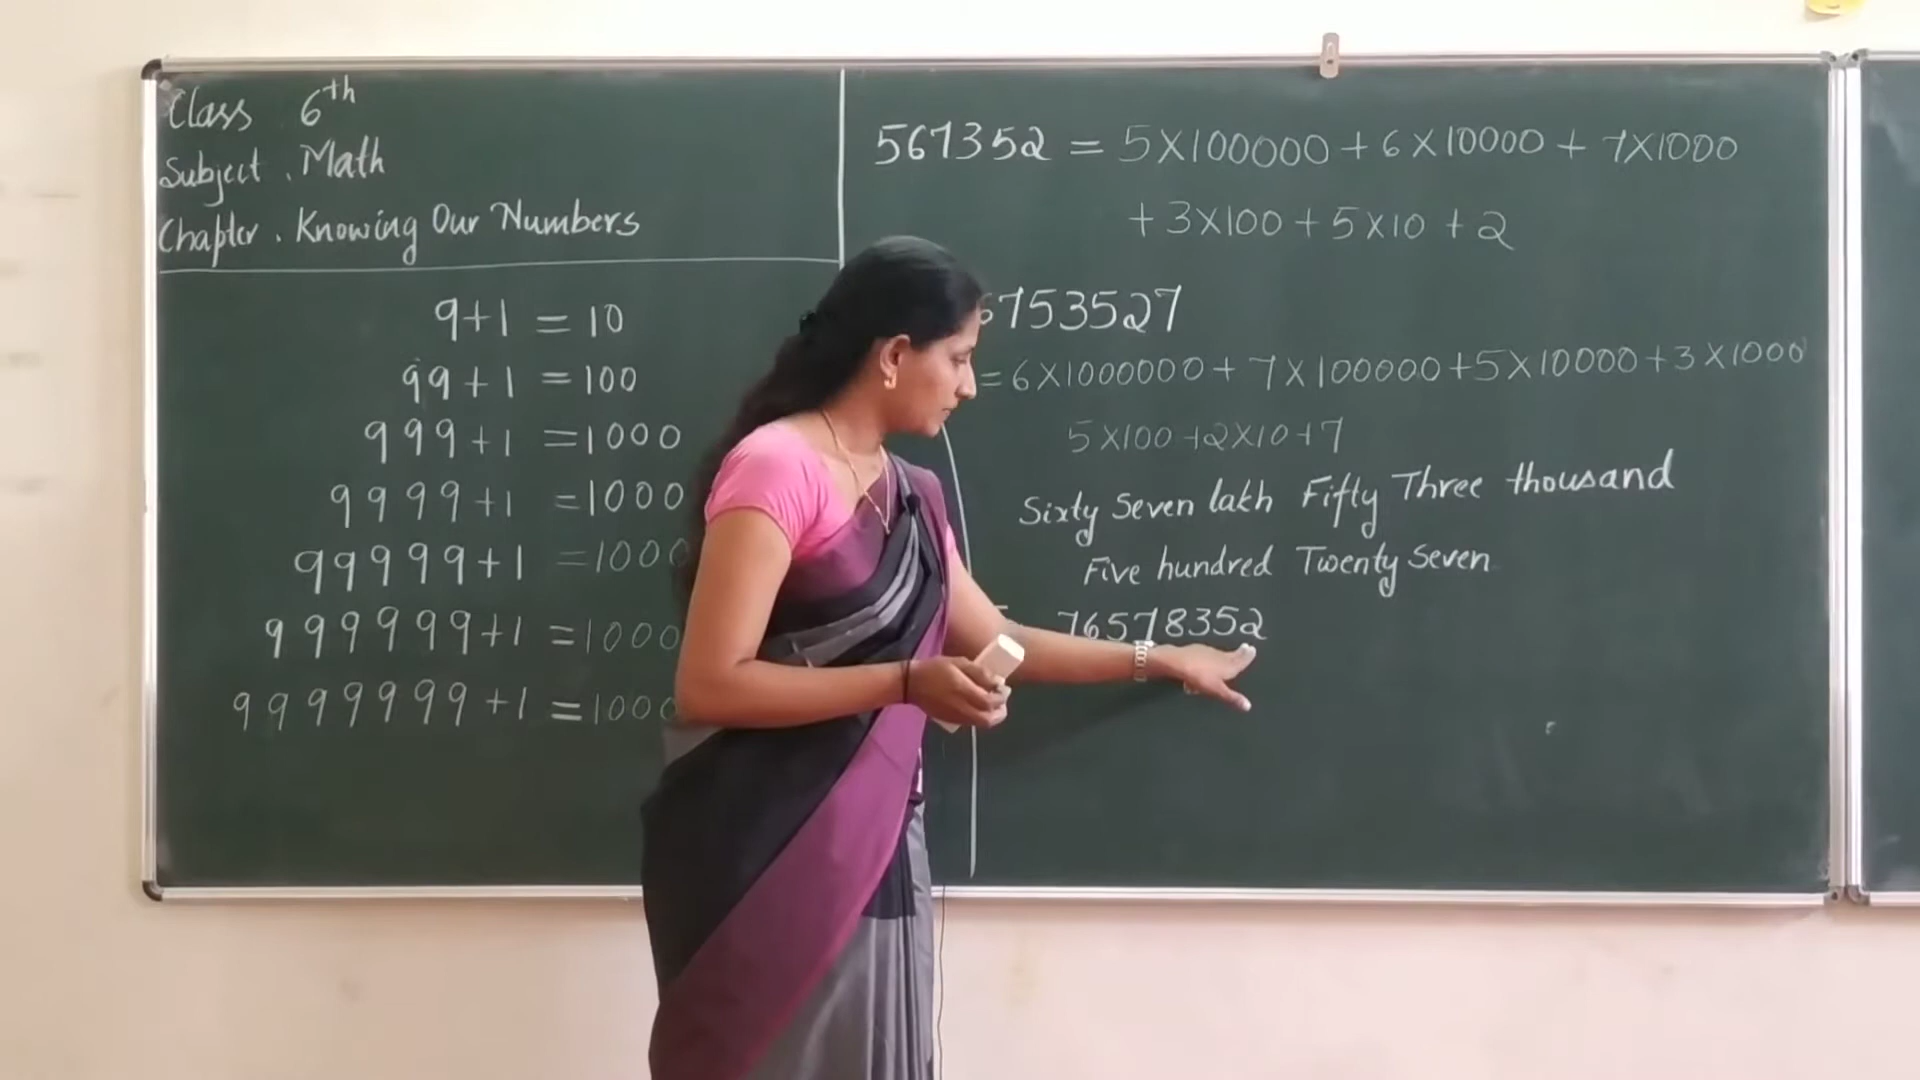 Class 6th
Subject. Math
Chapter. Knowing Our Numbers
9+1 = 10
99+1 = 100
999+1 = 1000
9999+1 = 1000
99999+1 = 1000
999999+1 = 1000
9999999+1 = 1000
567352 = 5X100000+6X10000+7X1000
+3X100+5X10+2
6753527
=6X1000000+7X100000+5X10000+3X1000
5X100+2X10+7
Sixty Seven lakh Fifty Three thousand
Five hundred Twenty Seven
76578352